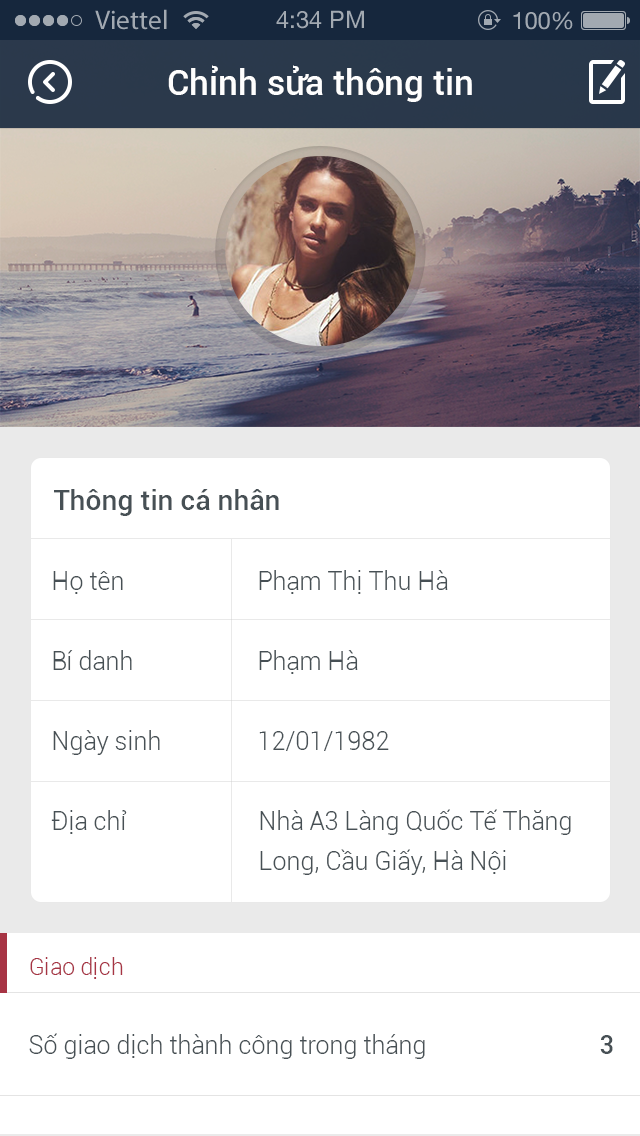 Viettel 4:34 PM 100%
Chỉnh sửa thông tin
Thông tin cá nhân
Họ tên Phạm Thị Thu Hà
Bí danh Phạm Hà
Ngày sinh 12/01/1982
Địa chỉ Nhà A3 Làng Quốc Tế Thăng
Long, Cầu Giấy, Hà Nội
Giao dịch
Số giao dịch thành công trong tháng 3